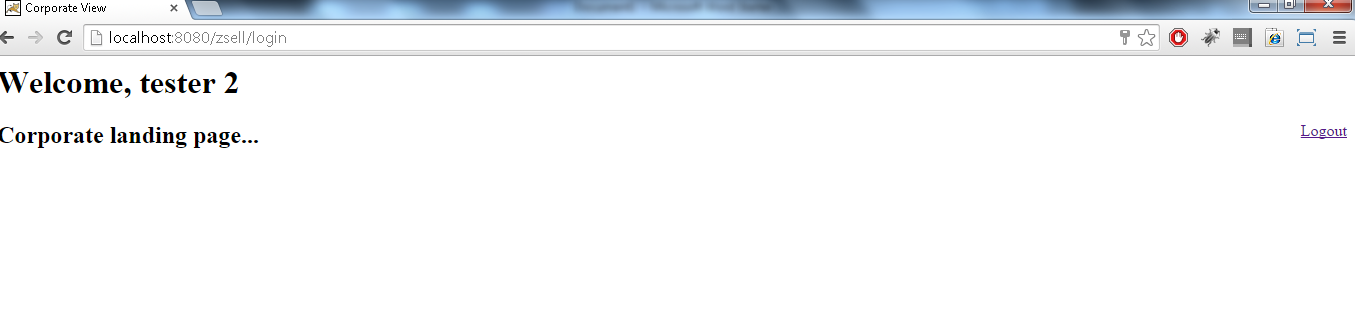 Corporate View
localhost:8080/zsell/login
Welcome, tester 2
Corporate landing page...
Logout